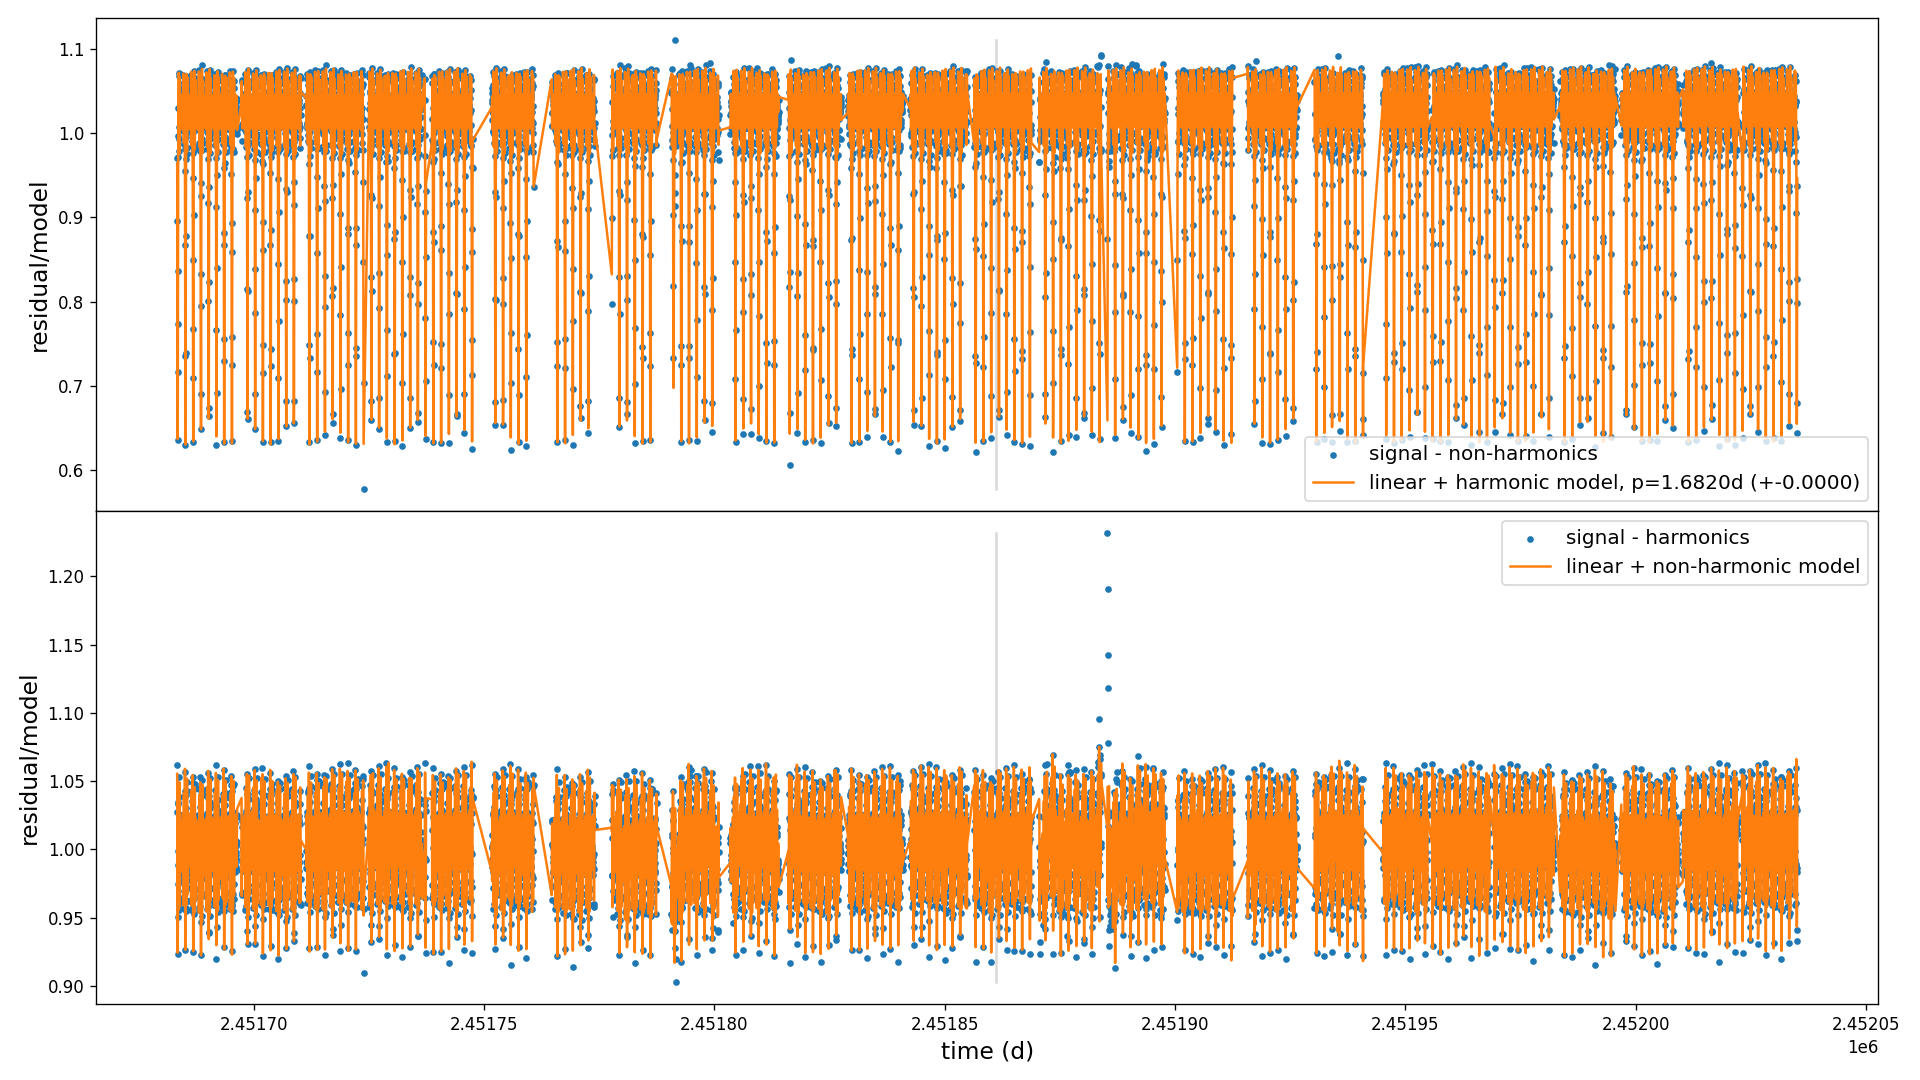 1.1
1.0
0.9
0.8
0.7
0.6
residual/model
signal - non-harmonics
linear + harmonic model, p=1.6820d (+-0.0000)
signal - harmonics
linear + non-harmonic model
1.20
1.15
1.10
1.05
1.00
0.95
0.90
residual/model
2.45170 2.45175 2.45180 2.45185 2.45190 2.45195 2.45200 2.45205
time (d)
1e6